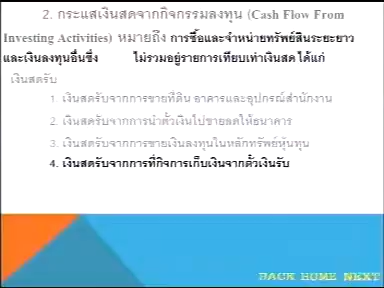 2. กระแสเงินสดจากกิจกรรมลงทุน (Cash Flow From
Investing Activities) หมายถึง การซื้อและจำหน่ายทรัพย์สินระยะยาว
และเงินลงทุนอื่นซึ่ง ไม่รวมอยู่รายการเทียบเท่าเงินสด ได้แก่
เงินสดรับ
1. เงินสดรับจากการขายที่ดิน อาคารและอุปกรณ์สำนักงาน
2. เงินสดรับจากการนำตั๋วเงินไปขายลดให้ธนาคาร
3. เงินสดรับจากการขายเงินลงทุนในหลักทรัพย์หุ้นทุน
4. เงินสดรับจากการที่กิจการเก็บเงินจากตั๋วเงินรับ
BACK HOME NEXT